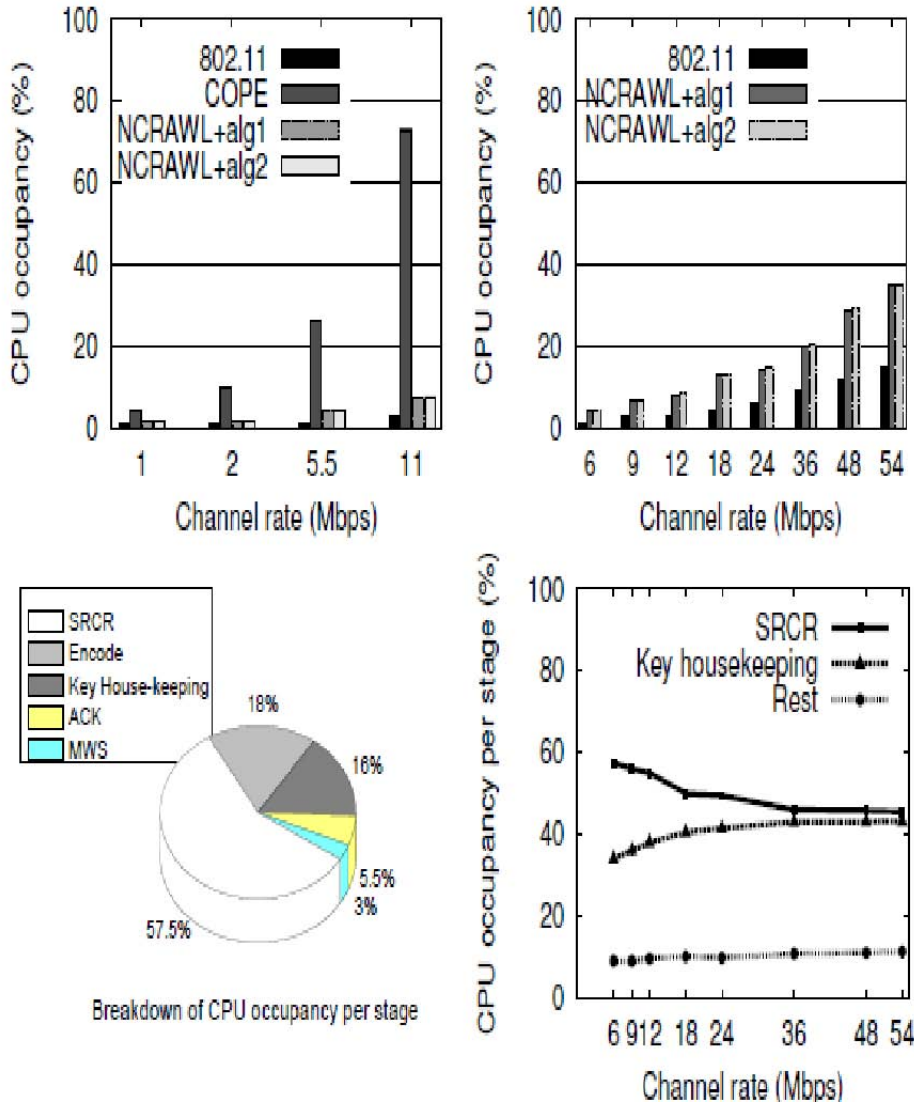 CPU occupancy (%)
100
80
60
40
20
0
802.11
COPE
NCRAWL+alg1
NCRAWL+alg2
1 2 5.5 11
Channel rate (Mbps)
CPU occupancy (%)
100
80
60
40
20
0
802.11
NCRAWL+alg1
NCRAWL+alg2
6 9 12 18 24 36 48 54
Channel rate (Mbps)
SRCR
Encode
Key House-keeping
ACK
MWS
18%
16%
5.5%
3%
57.5%
Breakdown of CPU occupancy per stage
CPU occupancy per stage (%)
100
80
60
40
20
0
SRCR
Key housekeeping
Rest
6 9 12 18 24 36 48 54
Channel rate (Mbps)